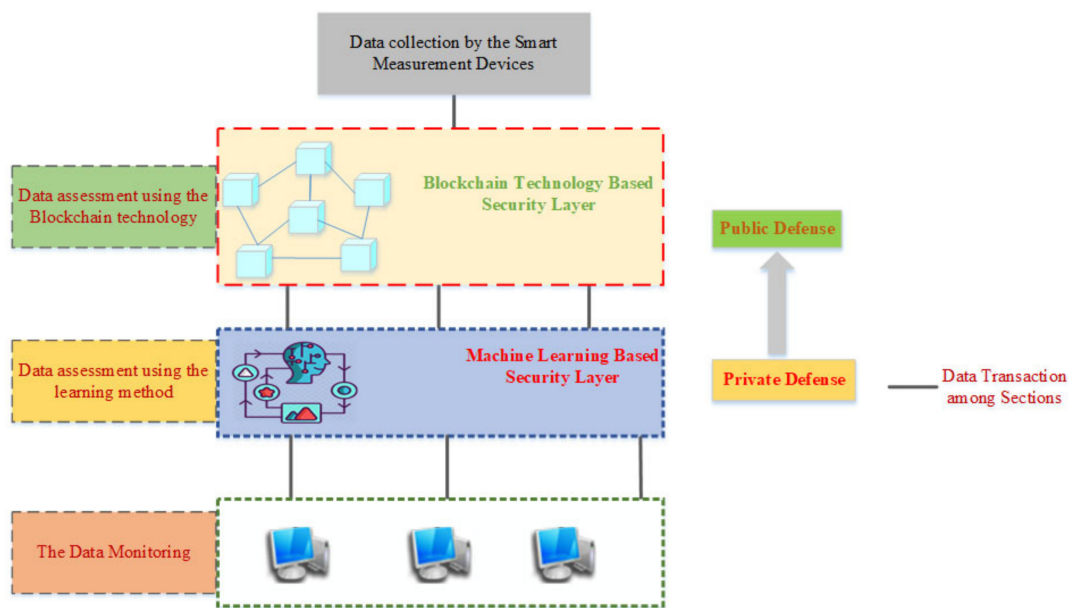 Data collection by the Smart
Measurement Devices
Data assessment using the
Blockchain technology
Blockchain Technology Based
Security Layer
Public Defense
Data assessment using the
learning method
Machine Learning Based
Security Layer
Private Defense
Data Transaction
among Sections
The Data Monitoring